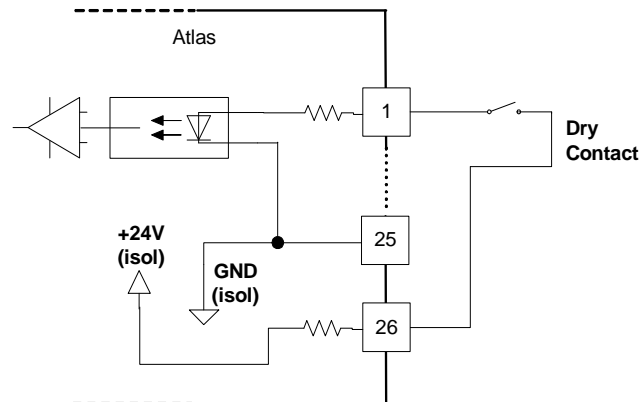 Atlas
1
Dry
Contact
25
+24V
(isol)
GND
(isol)
26